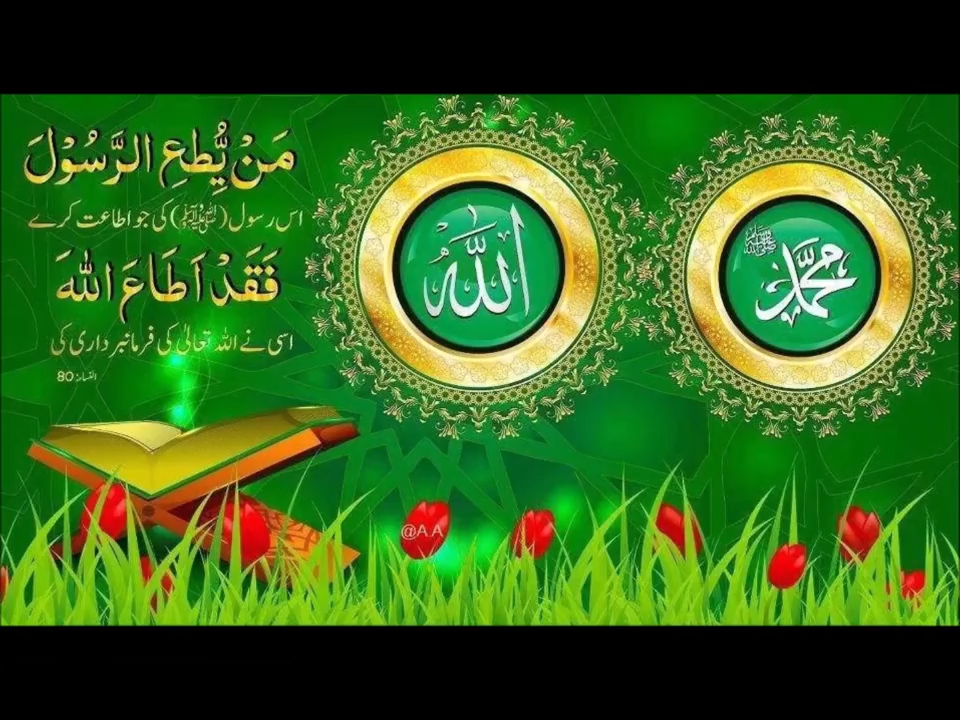 مَنْ يُّطِعِ الرَّسُوْلَ
اس رسول (ﷺ) کی جو اطاعت کرے
فَقَدْ اَطَاعَ اللّٰهَ
اسی نے اللہ تعالیٰ کی فرمانبرداری کی
النساء: 80
اللّٰهُ
محمد ﷺ
@A.A